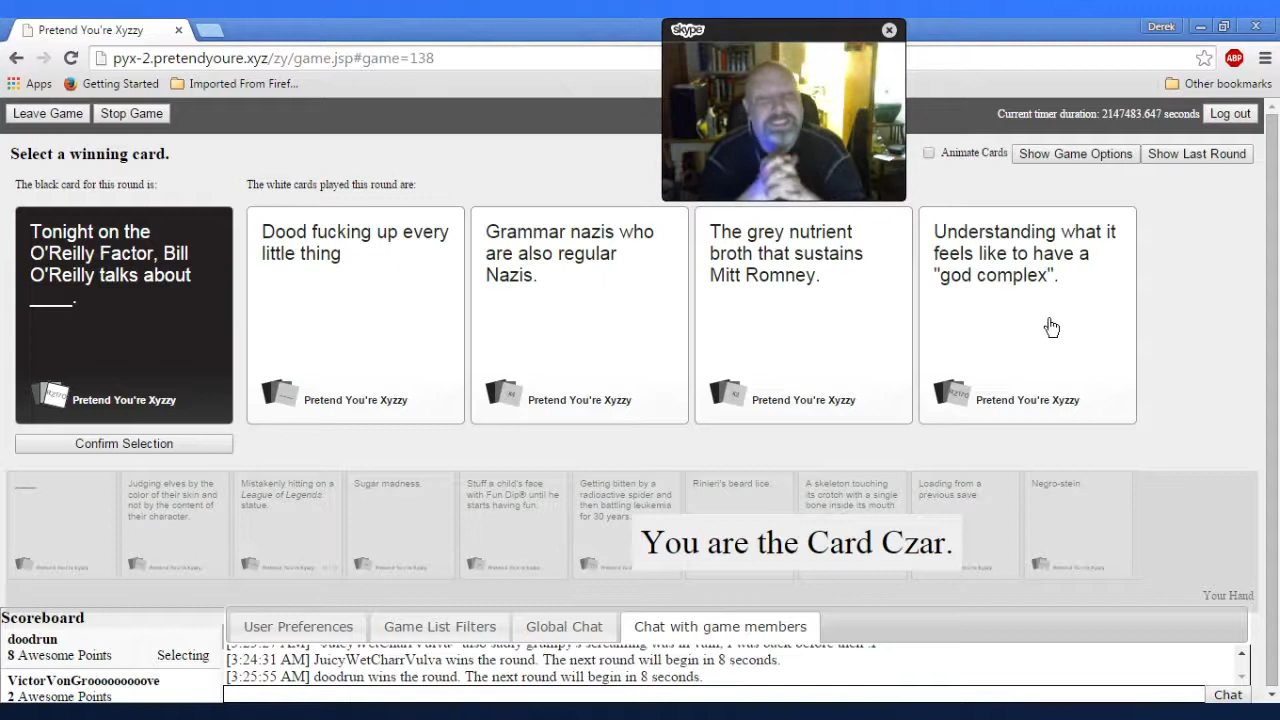 Pretend You're Xyzzy
Derek
pyx-2.pretendyoure.xyz/zy/game.jsp#game=138
ABP
Apps
Getting Started
Imported From Firef...
Other bookmarks
skype
Leave Game
Stop Game
Current timer duration: 2147483.647 seconds
Log out
Select a winning card.
Animate Cards
Show Game Options
Show Last Round
The black card for this round is:
The white cards played this round are:
Tonight on the
O'Reilly Factor, Bill
O'Reilly talks about
____.
Pretend You're Xyzzy
Dood fucking up every
little thing
Pretend You're Xyzzy
Grammar nazis who
are also regular
Nazis.
Pretend You're Xyzzy
The grey nutrient
broth that sustains
Mitt Romney.
Pretend You're Xyzzy
Understanding what it
feels like to have a
"god complex".
Pretend You're Xyzzy
Confirm Selection
____
Judging elves by the
color of their skin and
not by the content of
their character.
Mistakenly hitting on a
League of Legends
statue.
Sugar madness.
Stuff a child's face
with Fun Dip® until he
starts having fun.
Getting bitten by a
radioactive spider and
then battling leukemia
for 30 years.
Rinieri's beard lice.
A skeleton touching
its crotch with a single
bone inside its mouth
Loading from a
previous save.
Negro-stein.
You are the Card Czar.
Your Hand
Scoreboard
doodrun
8 Awesome Points
Selecting
VictorVonGrooooooooove
2 Awesome Points
User Preferences
Game List Filters
Global Chat
Chat with game members
[3:24:31 AM] JuicyWetCharrVulva wins the round. The next round will begin in 8 seconds.
[3:25:55 AM] doodrun wins the round. The next round will begin in 8 seconds.
Chat